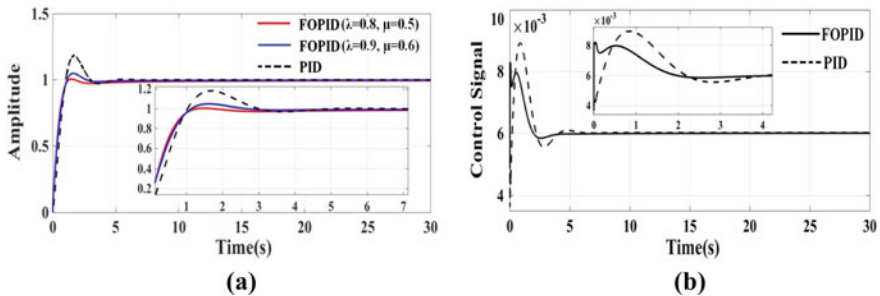 1.5
1
0.5
0
Amplitude
FOPID(λ=0.8, μ=0.5)
FOPID(λ=0.9, μ=0.6)
PID
1.2
1
0.8
0.6
0.4
0.2
1 2 3 4 5 6 7
0 5 10 15 20 25 30
Time(s)
(a)
10
×10⁻³
8
6
4
Control Signal
×10⁻³
8
6
4
0 1 2 3 4
FOPID
PID
0 5 10 15 20 25 30
Time(s)
(b)